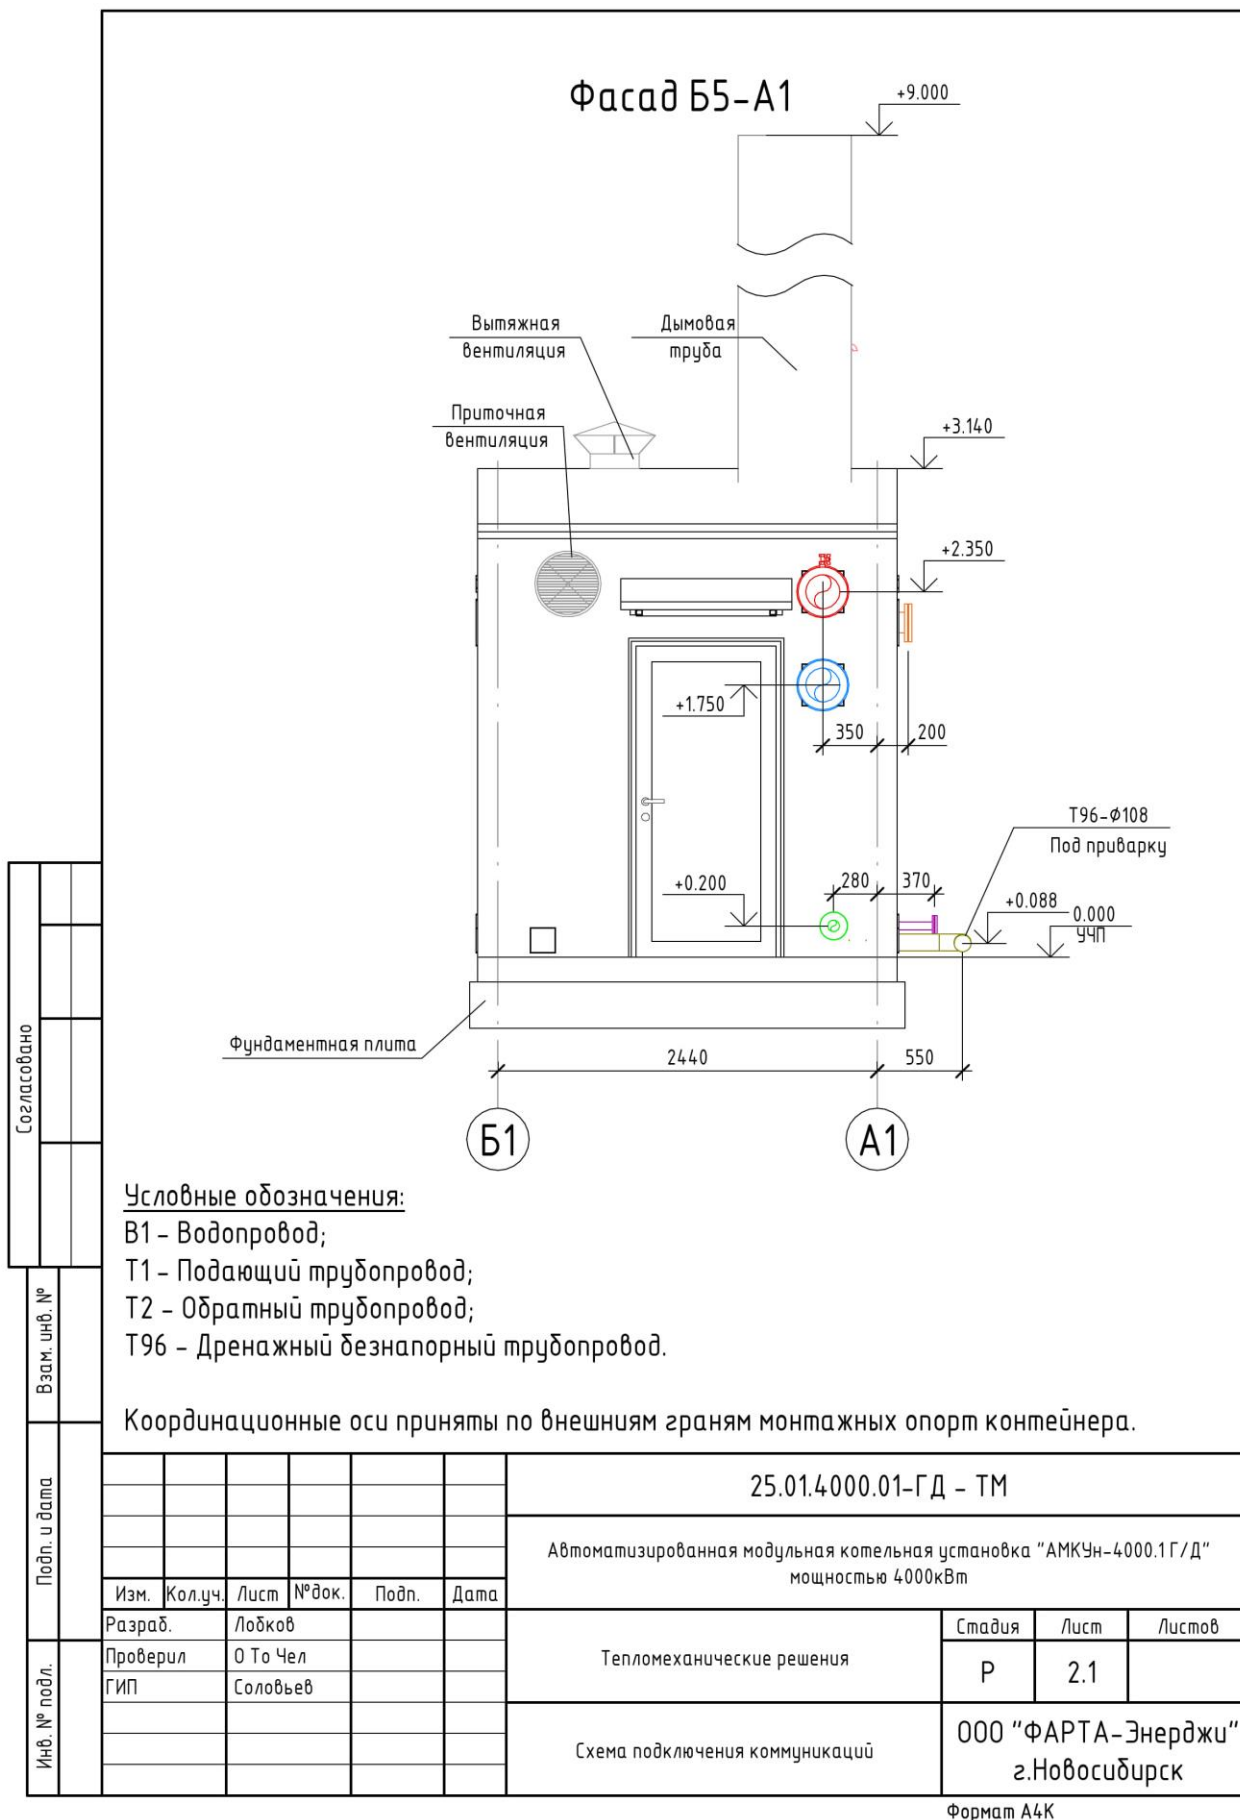 Фасад Б5-А1
+9.000
Вытяжная
вентиляция
Дымовая
труба
Приточная
вентиляция
+3.140
+2.350
+1.750
350
200
Т96-Ф108
Под приварку
+0.200
280
370
+0.088
0.000
УЧП
Фундаментная плита
2440
550
Б1
А1
Условные обозначения:
В1 - Водопровод;
Т1 - Подающий трубопровод;
Т2 - Обратный трубопровод;
Т96 - Дренажный безнапорный трубопровод.
Координационные оси приняты по внешниям граням монтажных опорт контейнера.
Согласовано
Взам. инв. №
Подп. и дата
Инв. № подл.
25.01.4000.01-ГД - ТМ
Автоматизированная модульная котельная установка "АМКУн-4000.1 Г/Д"
мощностью 4000кВт
Изм. Кол.уч. Лист №док. Подп. Дата
Разраб. Лобков
Проверил О То Чел
ГИП Соловьев
Тепломеханические решения
Стадия Лист Листов
Р 2.1
Схема подключения коммуникаций
ООО "ФАРТА-Энерджи"
г.Новосибирск
Формат А4К